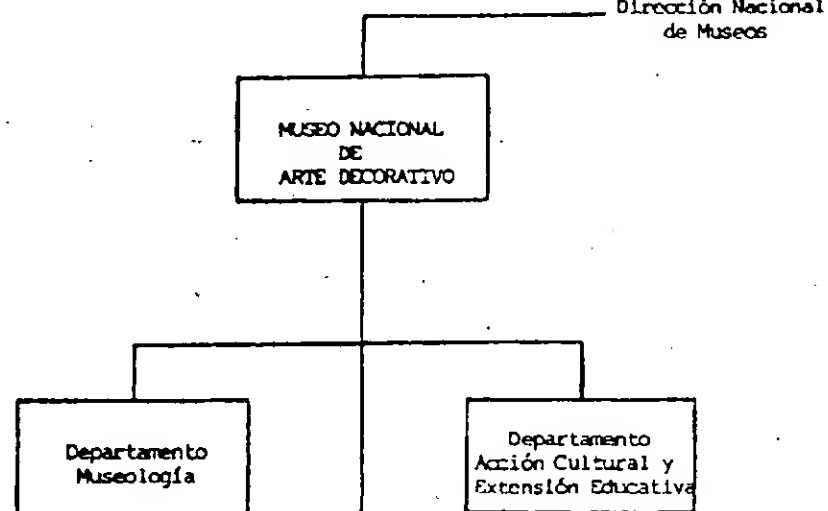 Dirección Nacional
de Museos
MUSEO NACIONAL
DE
ARTE DECORATIVO
Departamento
Museología
Departamento
Acción Cultural y
Extensión Educativa